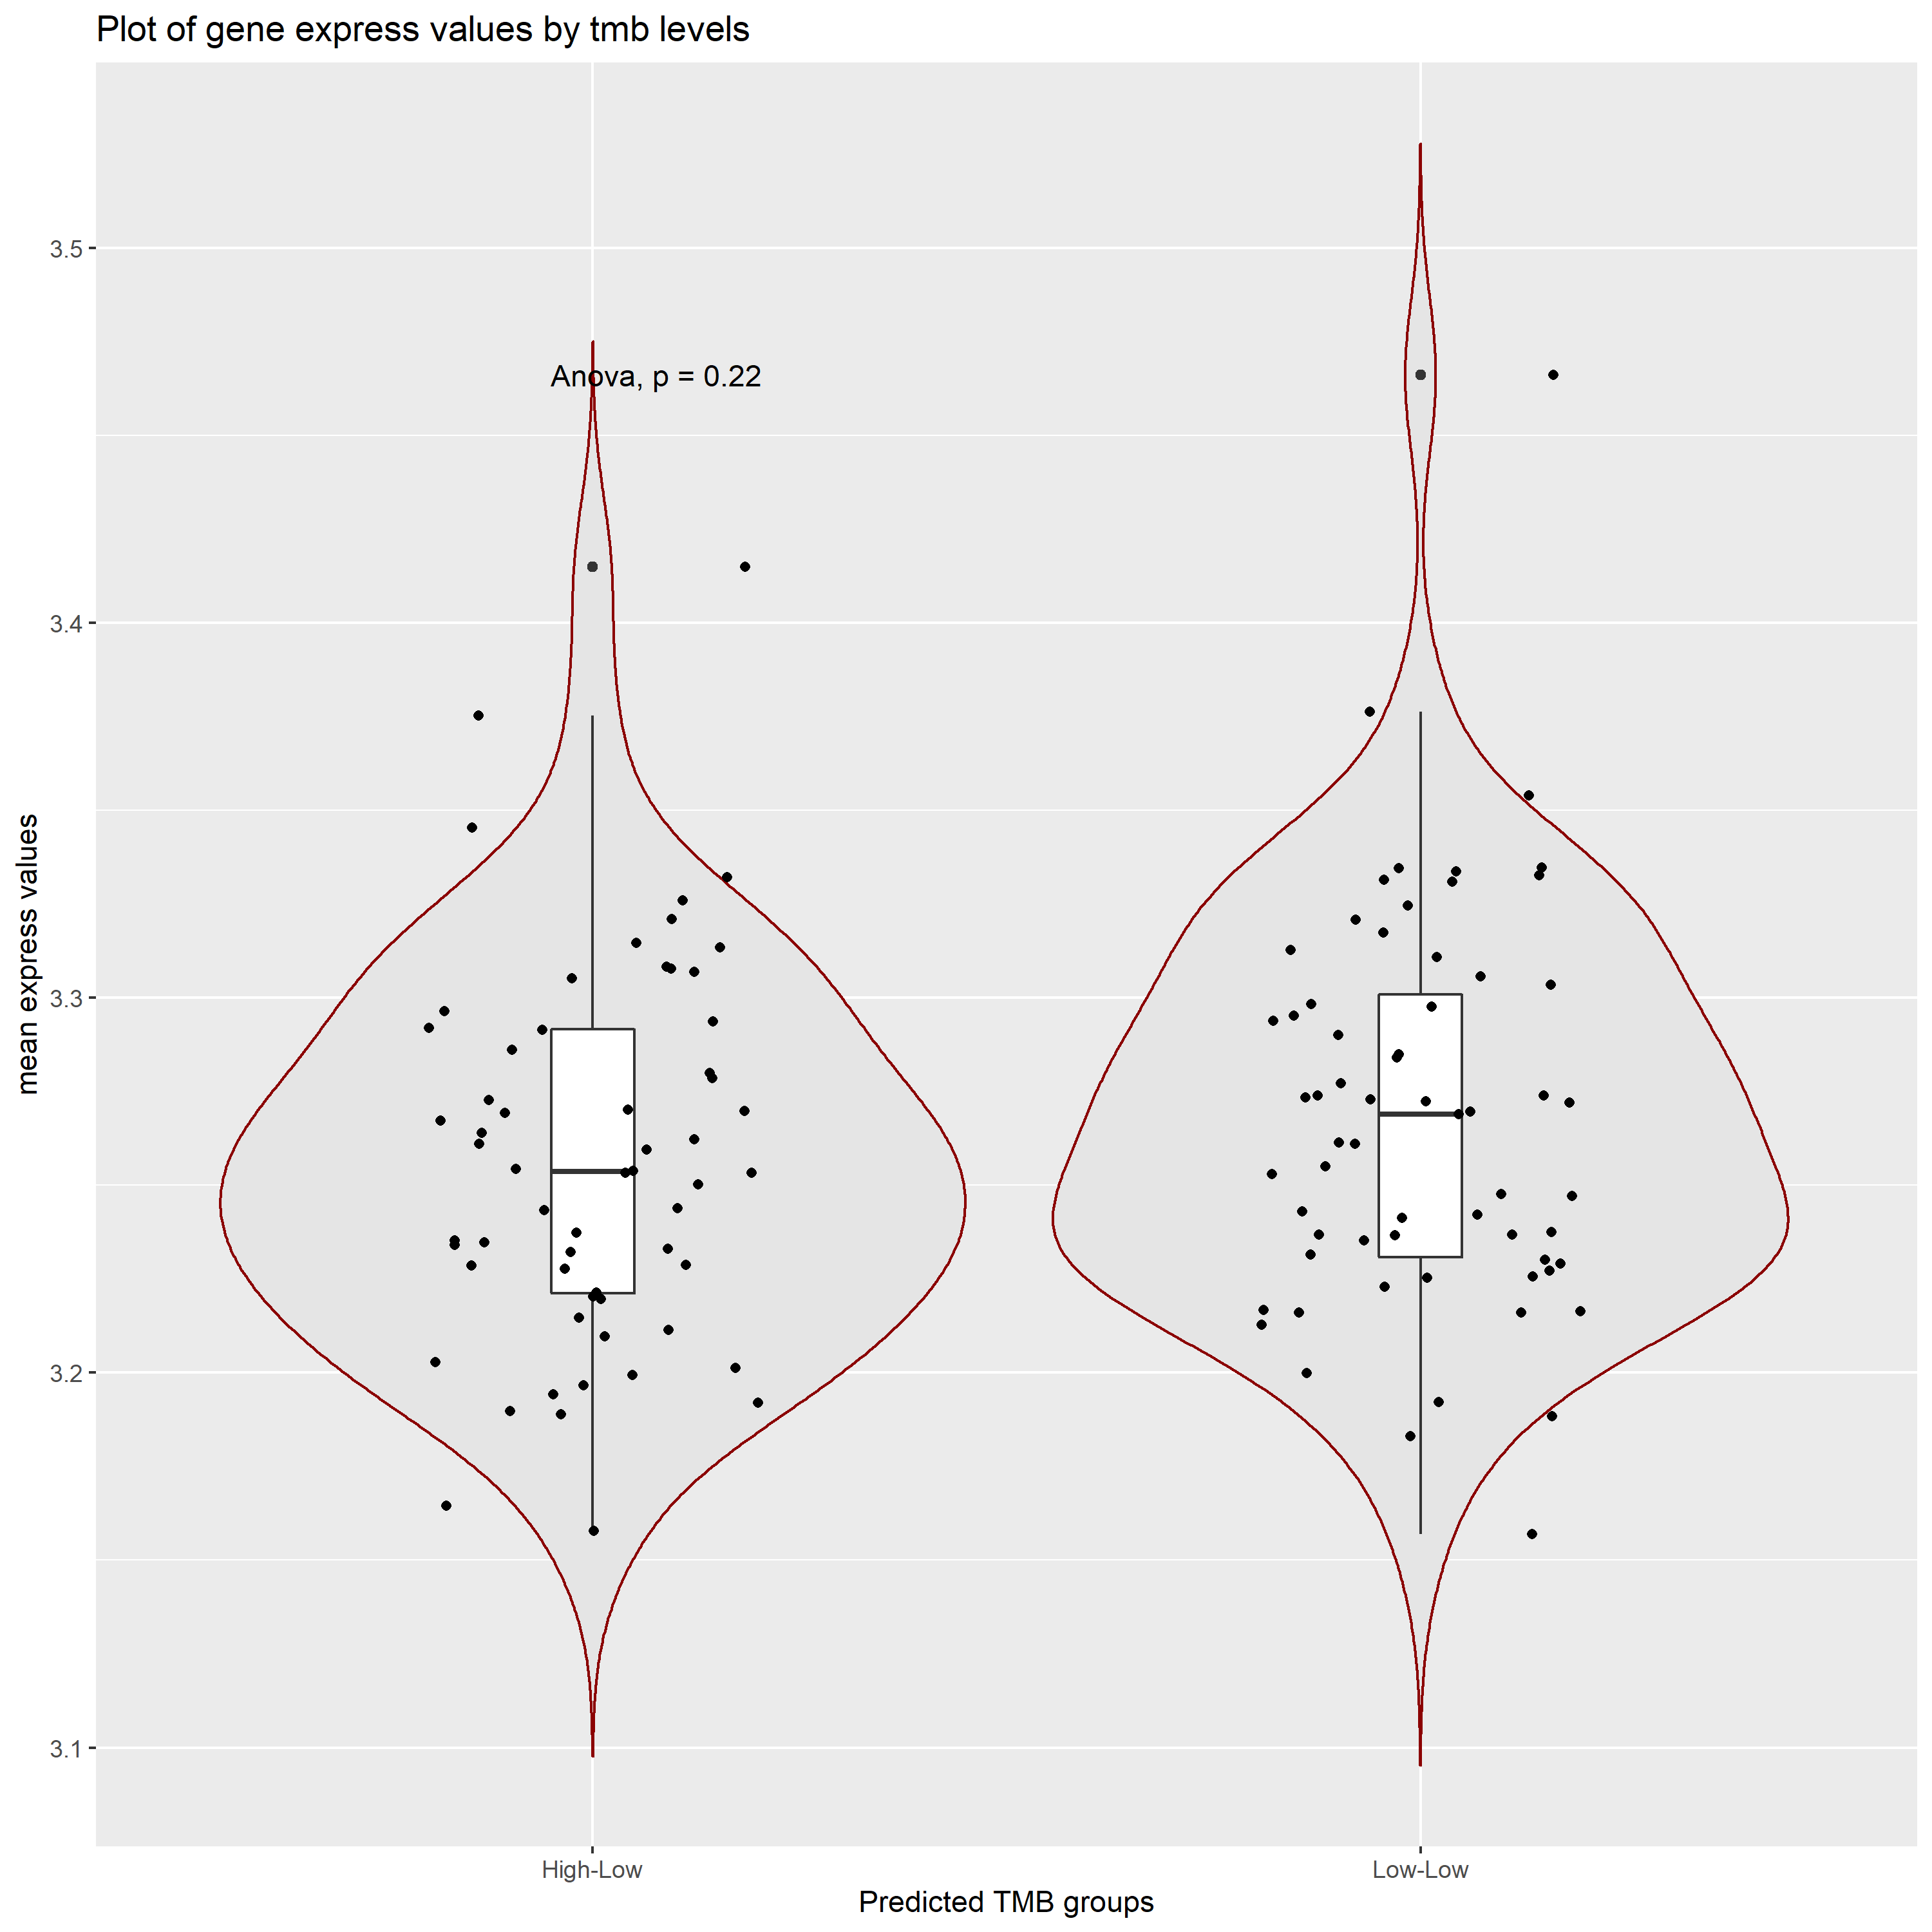 Plot of gene express values by tmb levels
3.5
Anova, p = 0.22
3.4
mean express values
3.3
3.2
3.1
High-Low
Low-Low
Predicted TMB groups